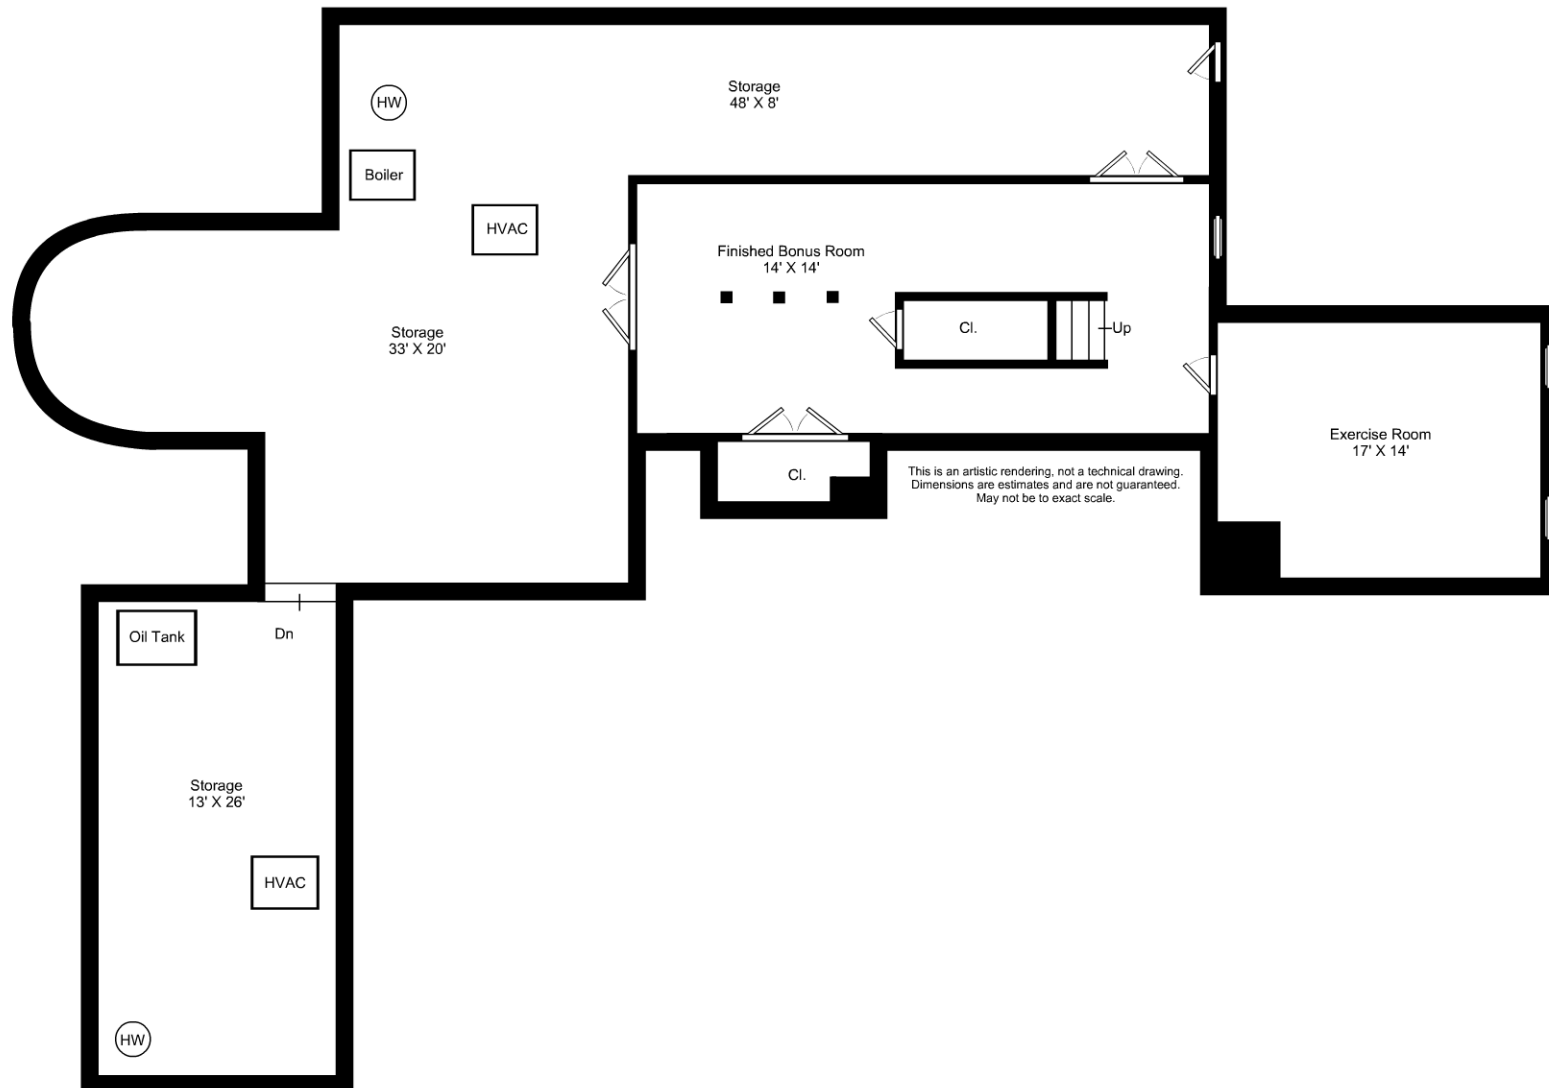 Storage
48' X 8'
HW
Boiler
HVAC
Finished Bonus Room
14' X 14'
Storage
33' X 20'
Cl.
Up
Exercise Room
17' X 14'
Cl.
This is an artistic rendering, not a technical drawing.
Dimensions are estimates and are not guaranteed.
May not be to exact scale.
Oil Tank
Dn
Storage
13' X 26'
HVAC
HW